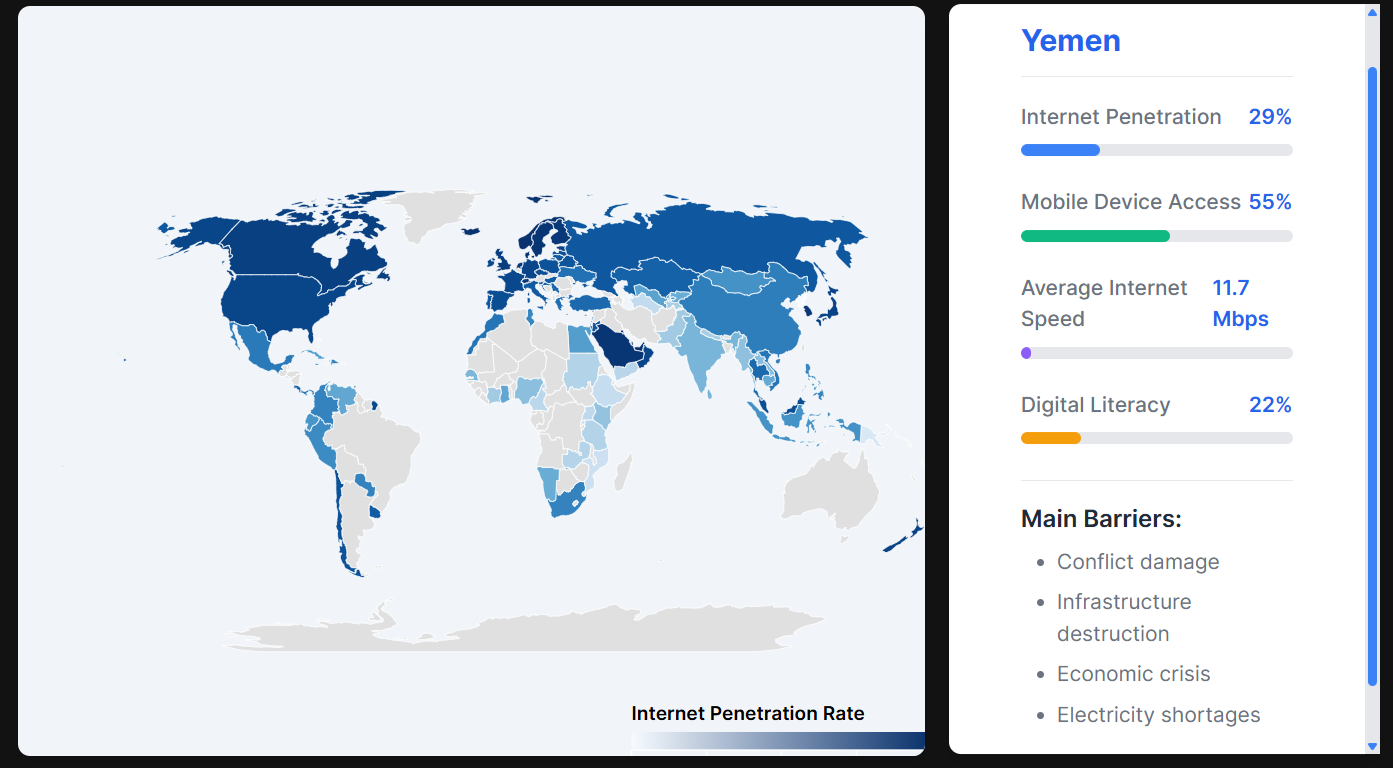 Internet Penetration Rate
Yemen
Internet Penetration 29%
Mobile Device Access 55%
Average Internet
Speed
11.7
Mbps
Digital Literacy 22%
Main Barriers:
Conflict damage
Infrastructure
destruction
Economic crisis
Electricity shortages